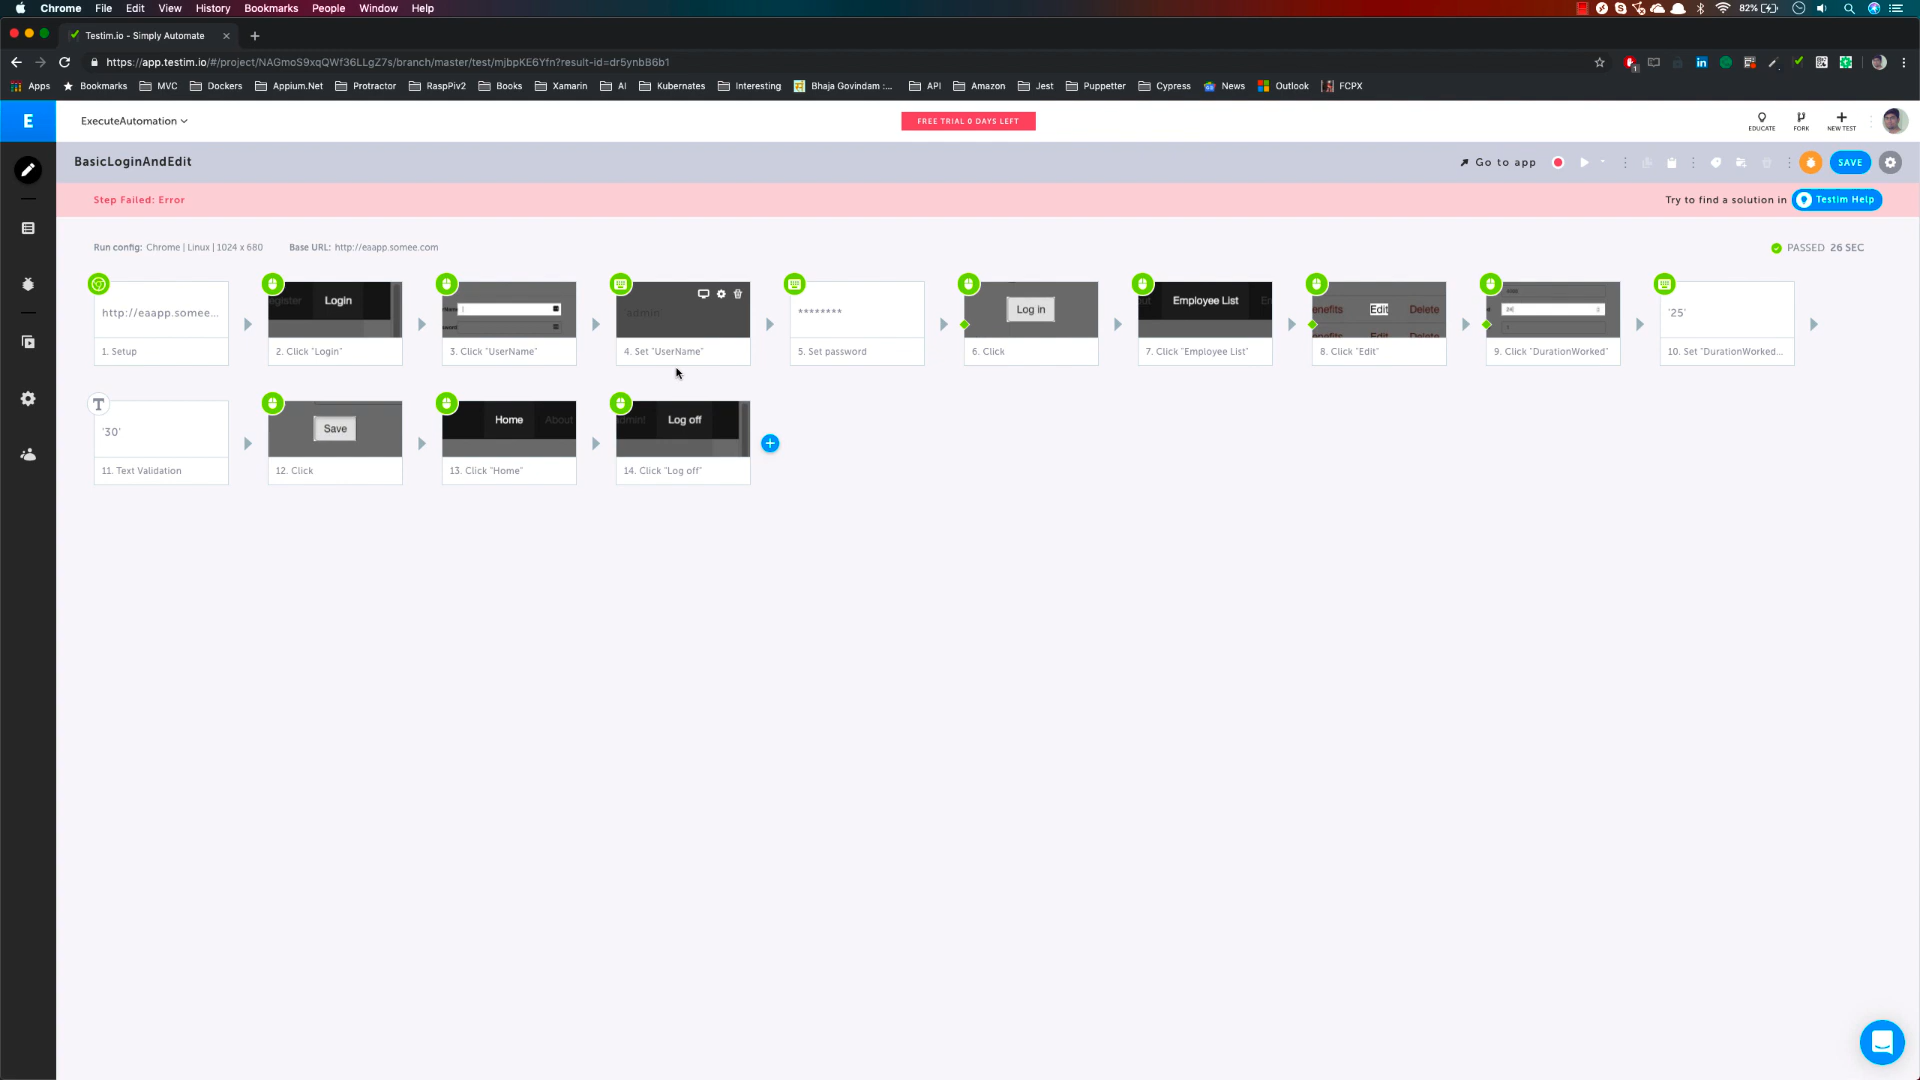 Chrome File Edit View History Bookmarks People Window Help 82%
Testim.io - Simply Automate
https://app.testim.io/#/project/NAGmoS9xqQWf36LLgZ7s/branch/master/test/mjbpKE6Yfn?result-id=dr5ynbB6b1
Apps Bookmarks MVC Dockers Appium.Net Protractor RaspPiv2 Books Xamarin AI Kubernates Interesting Bhaja Govindam :... API Amazon Jest Puppetter Cypress News Outlook FCPX
E ExecuteAutomation FREE TRIAL 0 DAYS LEFT EDUCATE FORK NEW TEST
BasicLoginAndEdit Go to app SAVE
Step Failed: Error Try to find a solution in Testim Help
Run config: Chrome | Linux | 1024 x 680 Base URL: http://eaapp.somee.com PASSED 26 SEC
http://eaapp.somee... egister Login 'admin ******** Log in Employee List enefits Edit Delete '25'
1. Setup 2. Click "Login" 3. Click "UserName" 4. Set "UserName" 5. Set password 6. Click 7. Click "Employee List" 8. Click "Edit" 9. Click "DurationWorked" 10. Set "DurationWorked...
T '30' Save Home About Log off
11. Text Validation 12. Click 13. Click "Home" 14. Click "Log off"